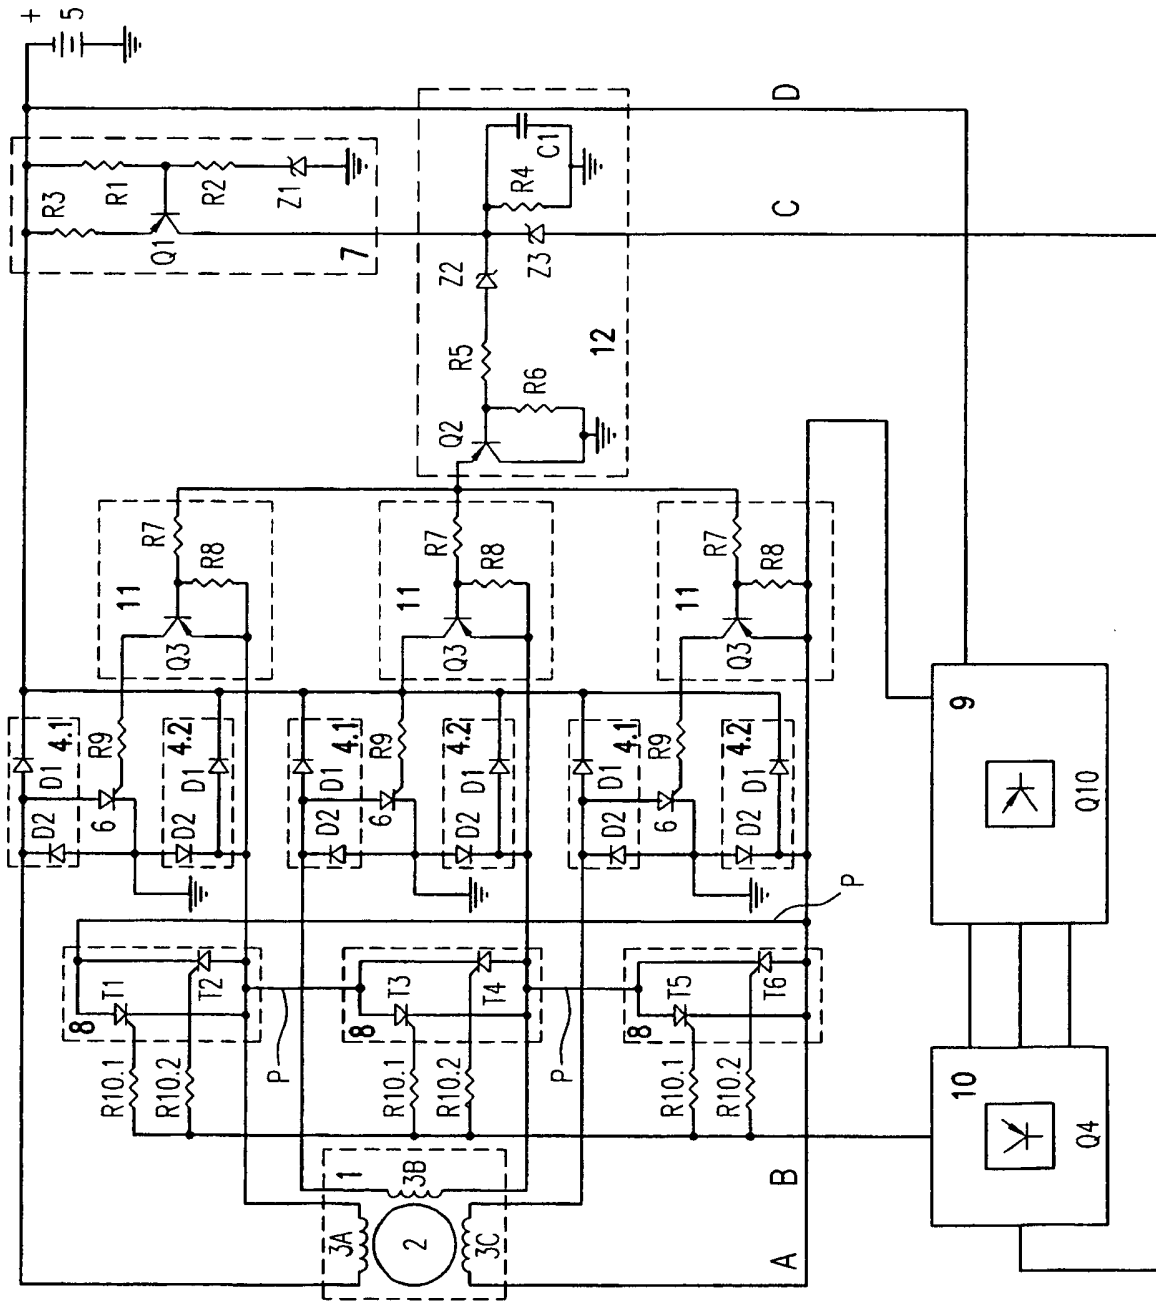 +
5
D
C
R3
R1
R2
Z1
Q1
7
R4
C1
Z2
Z3
R5
R6
12
Q2
R7
R8
11
Q3
R7
R8
11
Q3
R7
R8
11
Q3
4.1
D1
D2
R9
6
4.2
D1
D2
4.1
D1
D2
R9
6
4.2
D1
D2
4.1
D1
D2
R9
6
4.2
D1
D2
9
Q10
P
8
T1
T2
8
T3
T4
8
T5
T6
P
P
R10.1
R10.2
R10.1
R10.2
R10.1
R10.2
10
Q4
1
3A
3B
2
3C
A
B